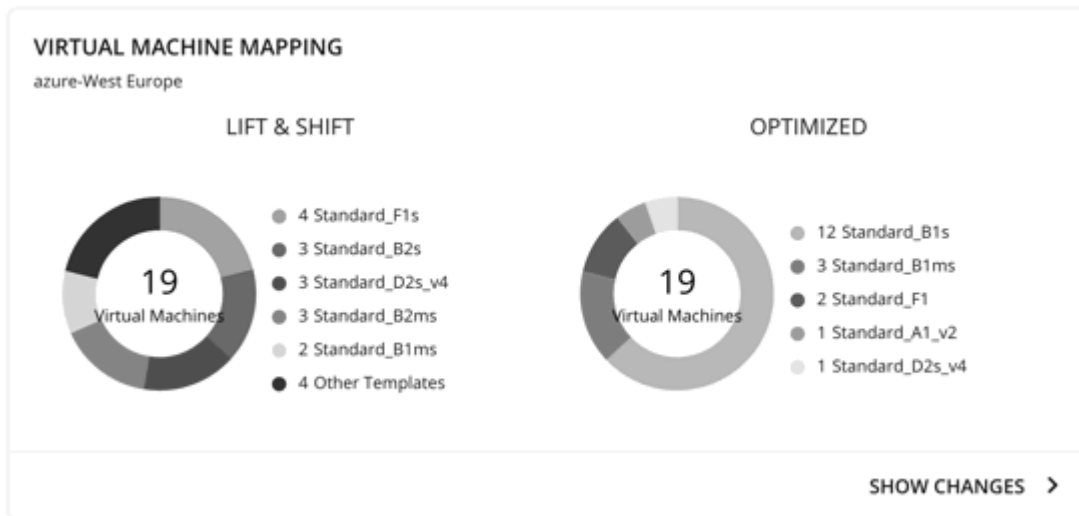 VIRTUAL MACHINE MAPPING
azure-West Europe
LIFT & SHIFT
19
Virtual Machines
4 Standard_F1s
3 Standard_B2s
3 Standard_D2s_v4
3 Standard_B2ms
2 Standard_B1ms
4 Other Templates
OPTIMIZED
19
Virtual Machines
12 Standard_B1s
3 Standard_B1ms
2 Standard_F1
1 Standard_A1_v2
1 Standard_D2s_v4
SHOW CHANGES